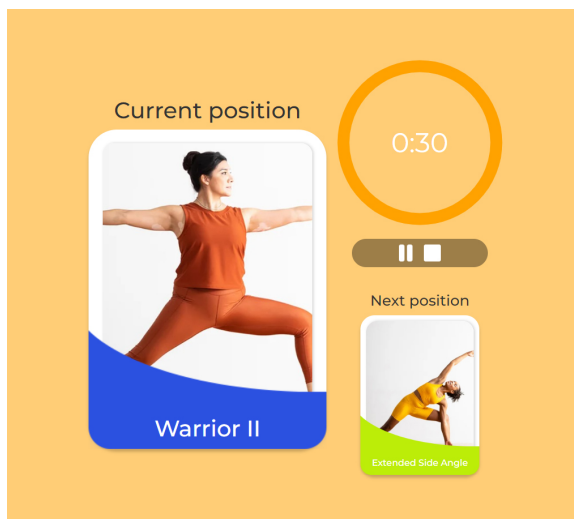 Current position
Warrior II
0:30
Next position
Extended Side Angle